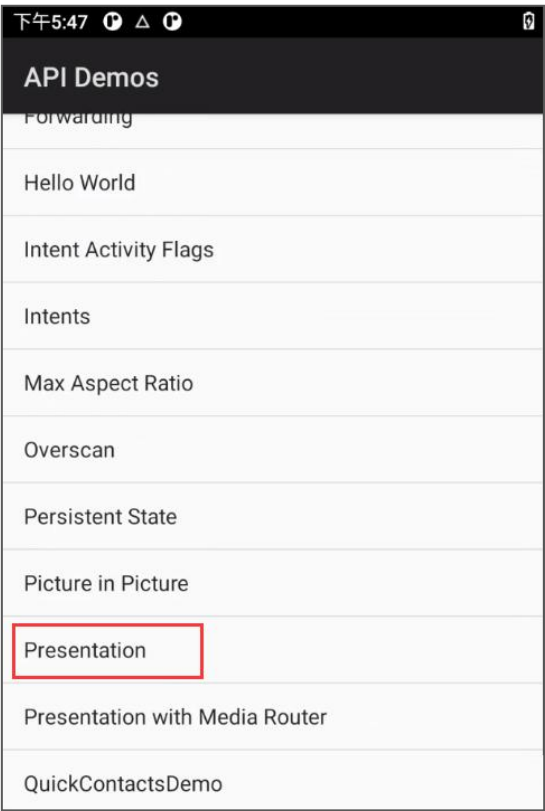 下午5:47
API Demos
Forwarding
Hello World
Intent Activity Flags
Intents
Max Aspect Ratio
Overscan
Persistent State
Picture in Picture
Presentation
Presentation with Media Router
QuickContactsDemo